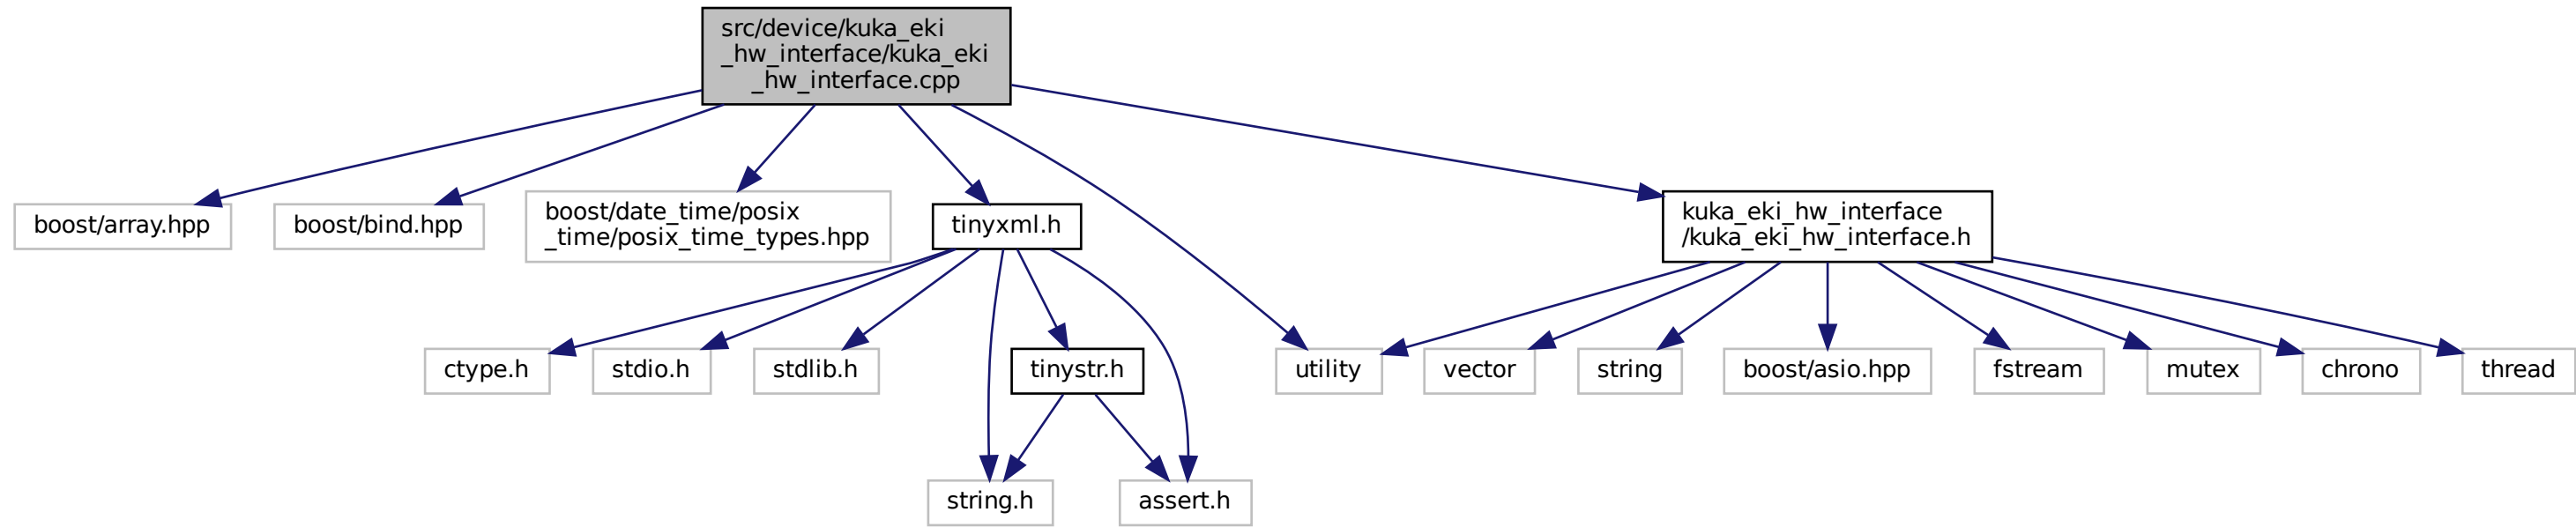 src/device/kuka_eki
_hw_interface/kuka_eki
_hw_interface.cpp
boost/array.hpp
boost/bind.hpp
boost/date_time/posix
_time/posix_time_types.hpp
tinyxml.h
kuka_eki_hw_interface
/kuka_eki_hw_interface.h
ctype.h
stdio.h
stdlib.h
tinystr.h
utility
vector
string
boost/asio.hpp
fstream
mutex
chrono
thread
string.h
assert.h